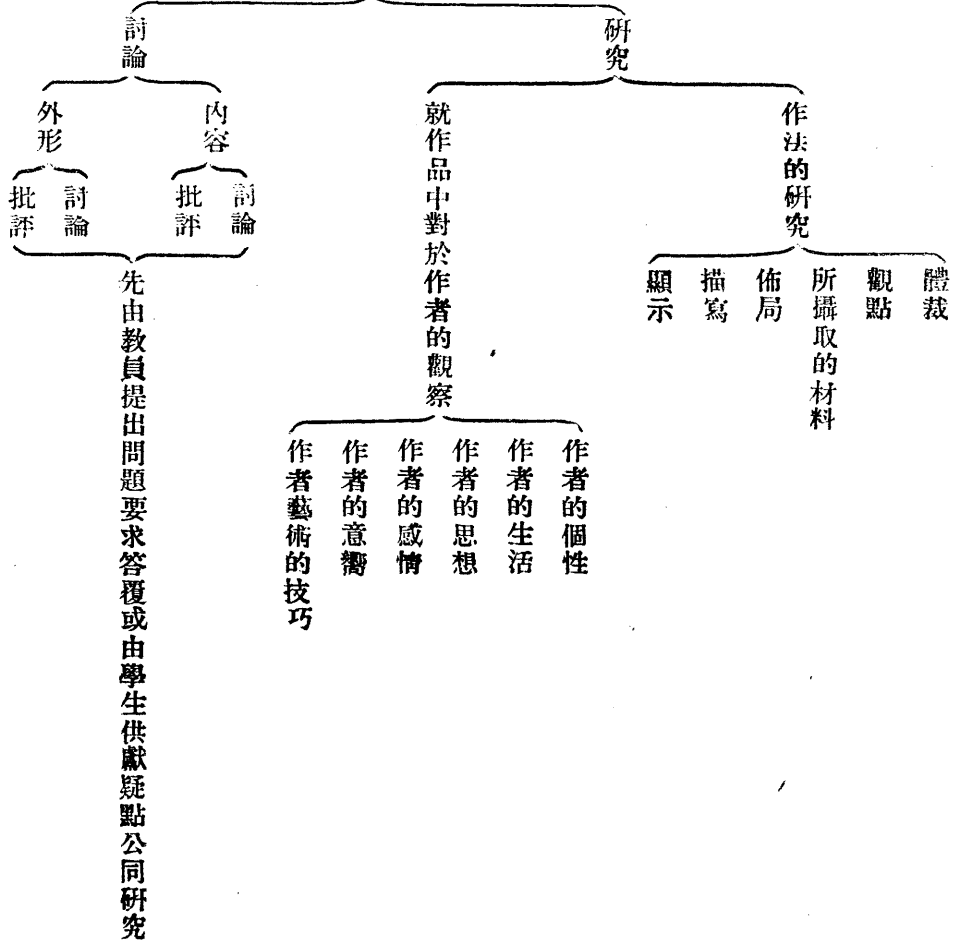 研究
作法的研究
體裁
觀點
所攝取的材料
佈局
描寫
顯示
就作品中對於作者的觀察
作者的個性
作者的生活
作者的思想
作者的感情
作者的意嚮
作者藝術的技巧
討論
內容
討論
批評
外形
討論
批評
先由教員提出問題要求答覆或由學生供獻疑點公同研究